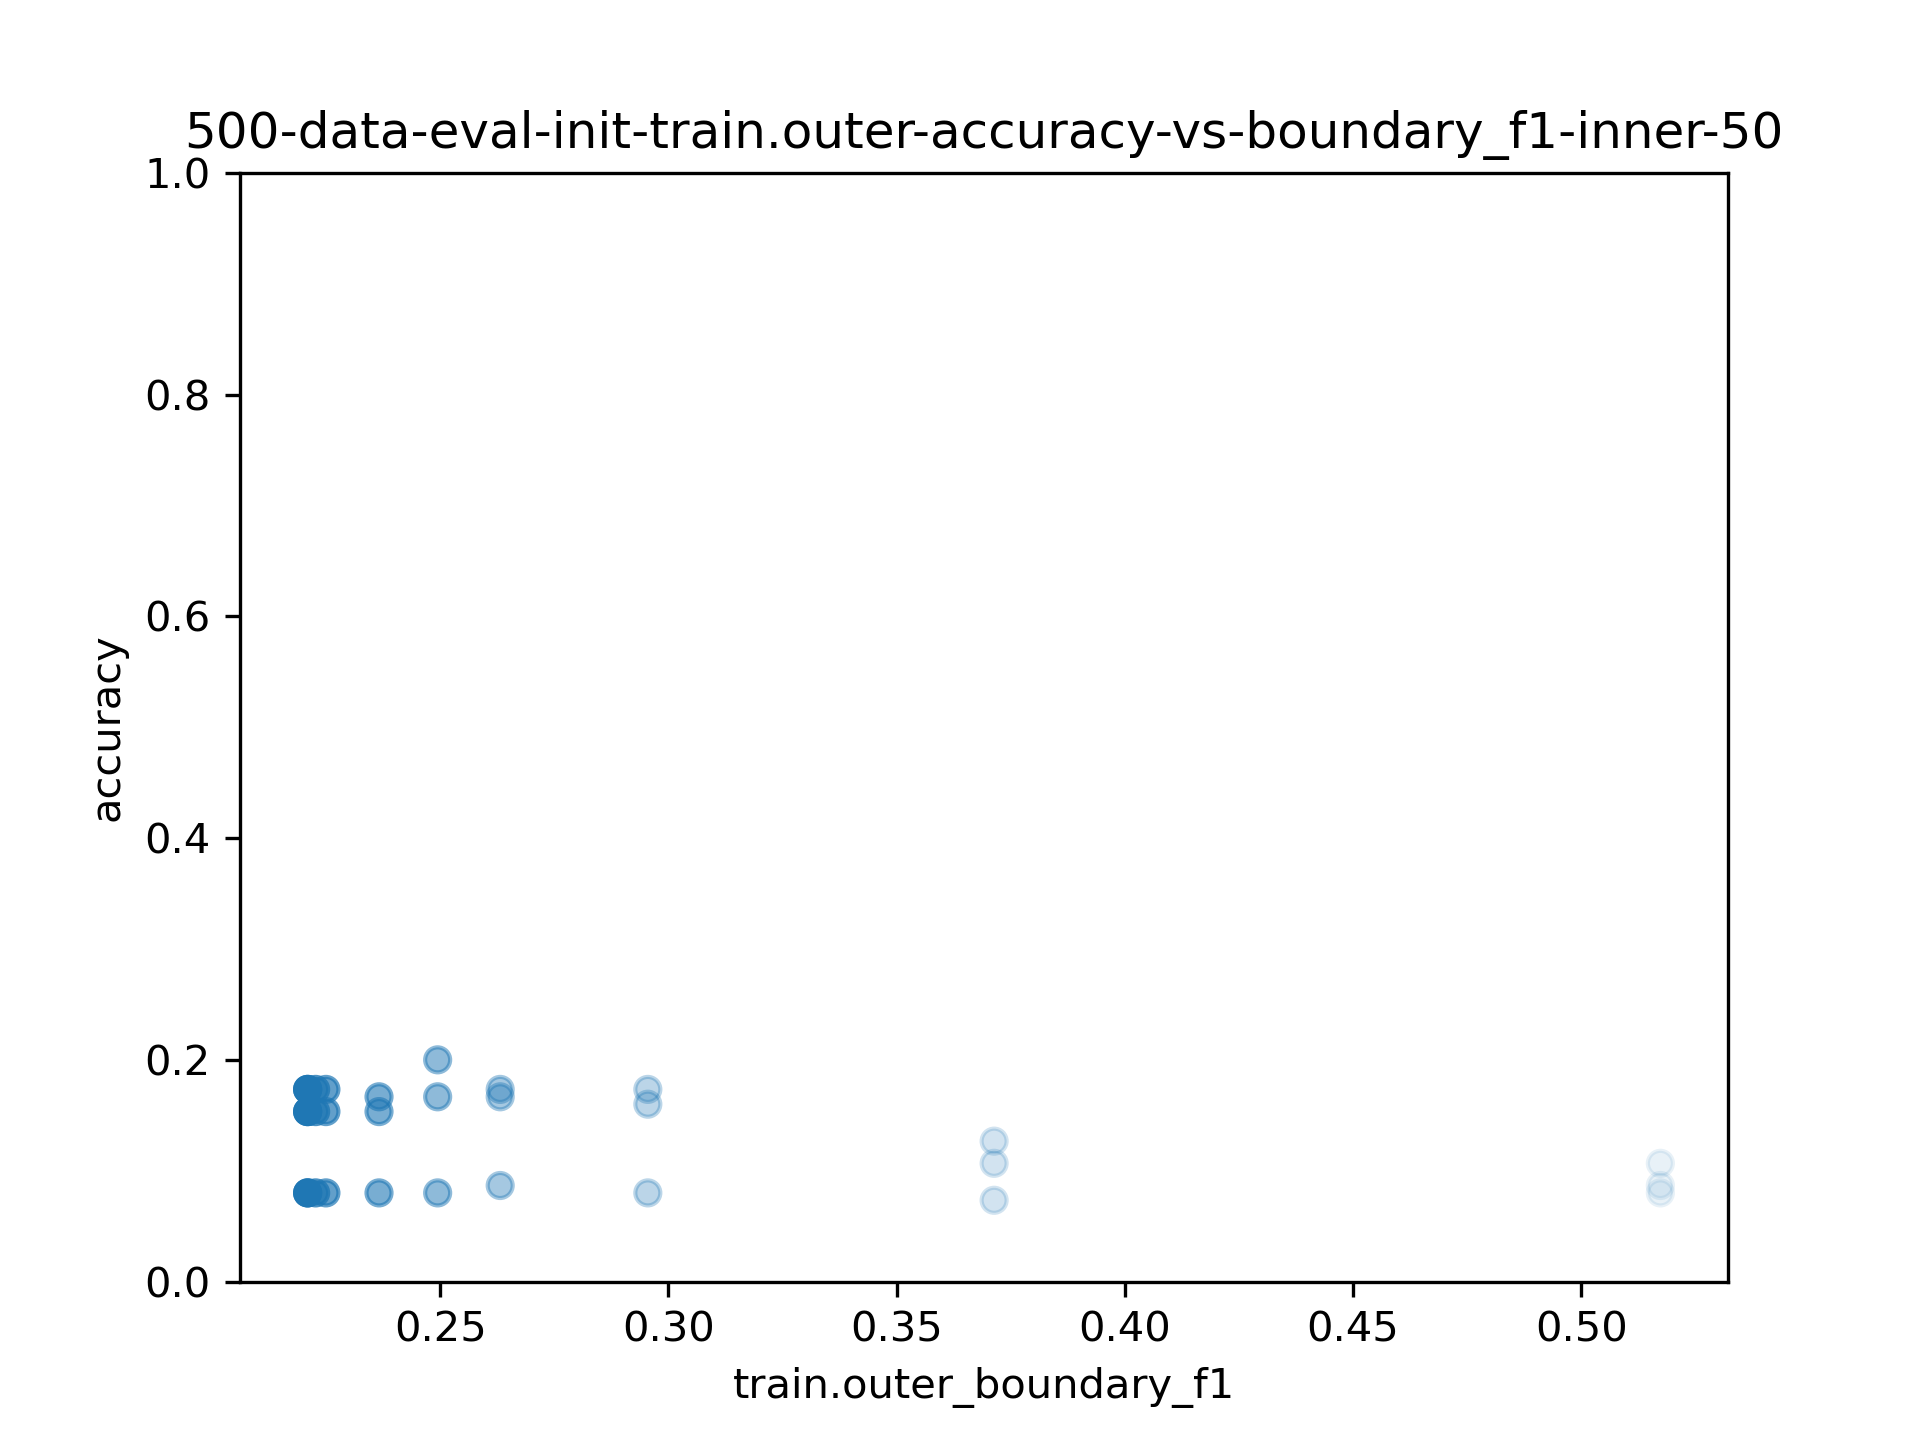 500-data-eval-init-train.outer-accuracy-vs-boundary_f1-inner-50
1.0
0.8
0.6
0.4
0.2
0.0
accuracy
0.25 0.30 0.35 0.40 0.45 0.50
train.outer_boundary_f1